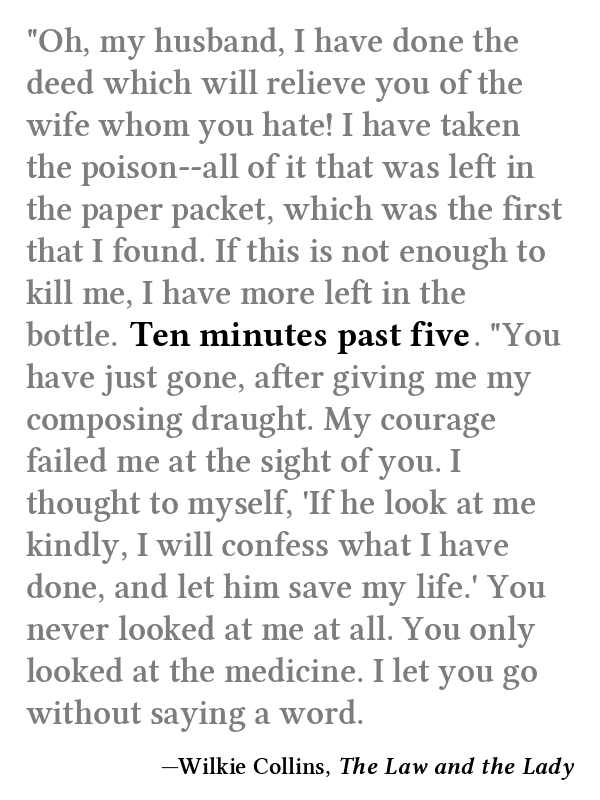 "Oh, my husband, I have done the
deed which will relieve you of the
wife whom you hate! I have taken
the poison--all of it that was left in
the paper packet, which was the first
that I found. If this is not enough to
kill me, I have more left in the
bottle. Ten minutes past five. "You
have just gone, after giving me my
composing draught. My courage
failed me at the sight of you. I
thought to myself, 'If he look at me
kindly, I will confess what I have
done, and let him save my life.' You
never looked at me at all. You only
looked at the medicine. I let you go
without saying a word.
—Wilkie Collins, The Law and the Lady